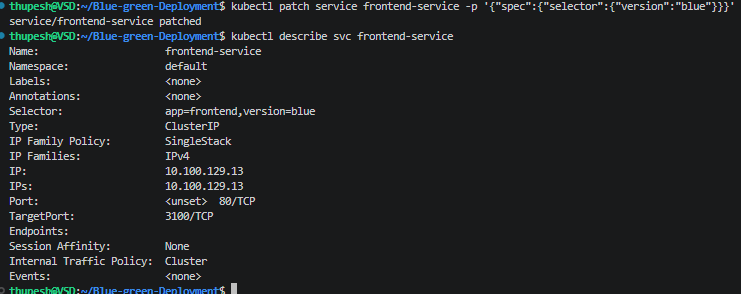 thupesh@VSD:~/Blue-green-Deployment$ kubectl patch service frontend-service -p '{"spec":{"selector":{"version":"blue"}}}'
service/frontend-service patched
thupesh@VSD:~/Blue-green-Deployment$ kubectl describe svc frontend-service
Name: frontend-service
Namespace: default
Labels: <none>
Annotations: <none>
Selector: app=frontend,version=blue
Type: ClusterIP
IP Family Policy: SingleStack
IP Families: IPv4
IP: 10.100.129.13
IPs: 10.100.129.13
Port: <unset> 80/TCP
TargetPort: 3100/TCP
Endpoints:
Session Affinity: None
Internal Traffic Policy: Cluster
Events: <none>
thupesh@VSD:~/Blue-green-Deployment$